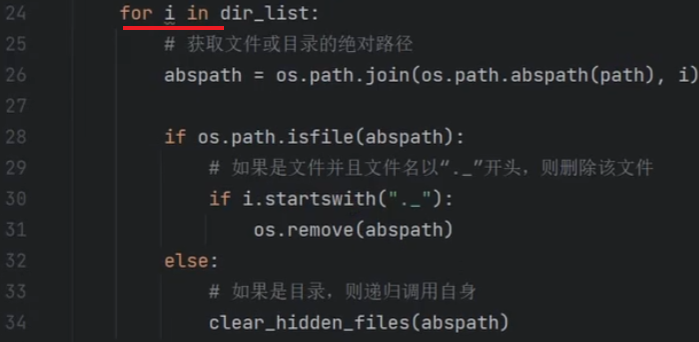 24 for i in dir_list:
25 # 获取文件或目录的绝对路径
26 abspath = os.path.join(os.path.abspath(path), i)
27
28 if os.path.isfile(abspath):
29 # 如果是文件并且文件名以“._”开头，则删除该文件
30 if i.startswith("._"):
31 os.remove(abspath)
32 else:
33 # 如果是目录，则递归调用自身
34 clear_hidden_files(abspath)